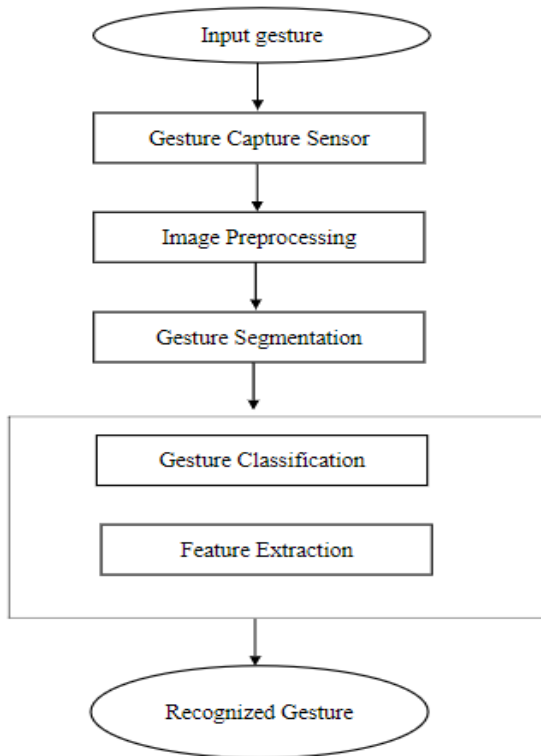 Input gesture
Gesture Capture Sensor
Image Preprocessing
Gesture Segmentation
Gesture Classification
Feature Extraction
Recognized Gesture